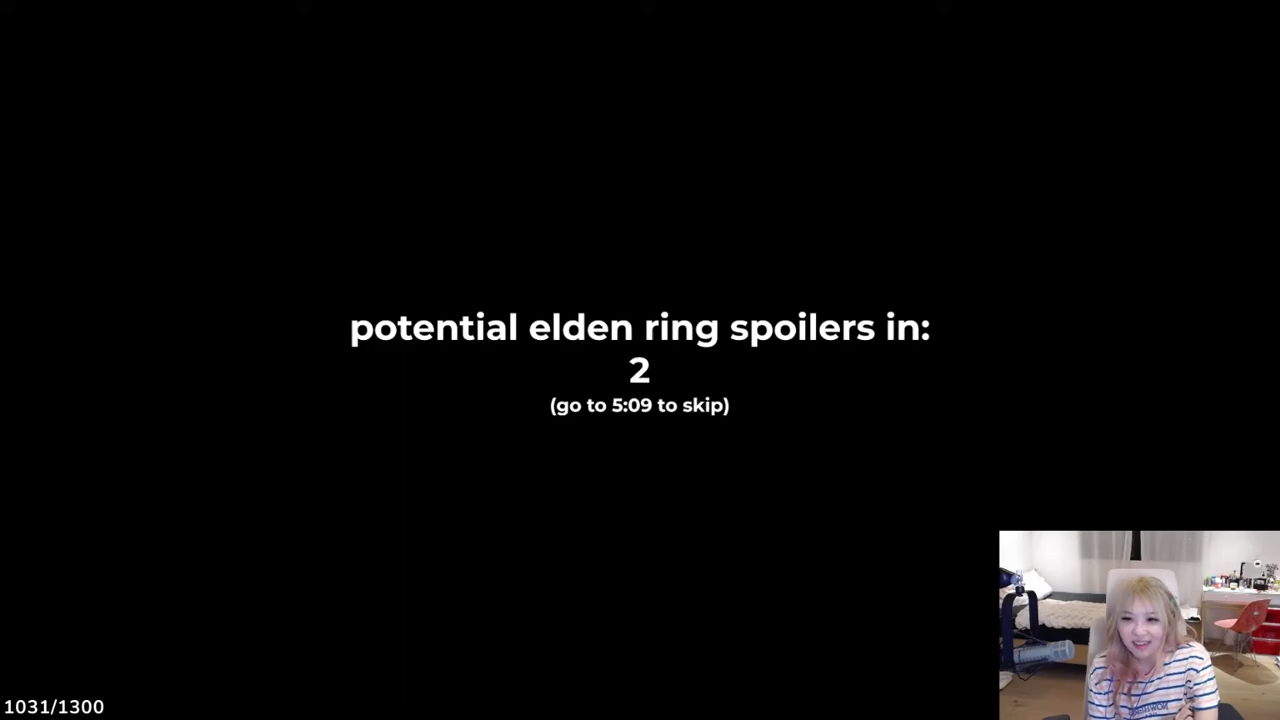 potential elden ring spoilers in:
2
(go to 5:09 to skip)
1031/1300